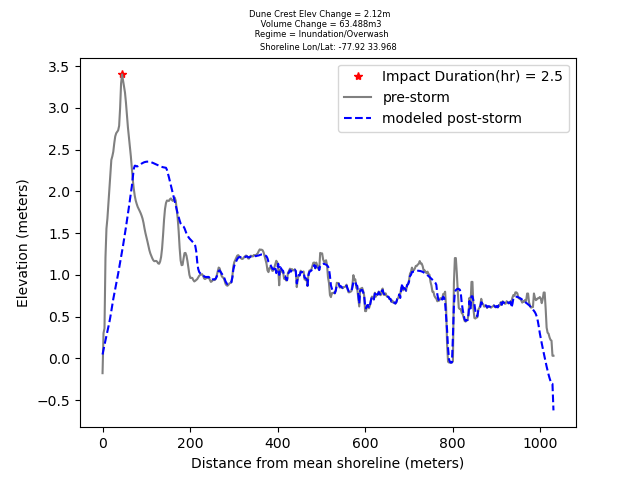 Dune Crest Elev Change = 2.12m
Volume Change = 63.488m3
Regime = Inundation/Overwash
Shoreline Lon/Lat: -77.92 33.968
Impact Duration(hr) = 2.5
pre-storm
modeled post-storm
3.5
3.0
2.5
2.0
1.5
1.0
0.5
0.0
−0.5
Elevation (meters)
0 200 400 600 800 1000
Distance from mean shoreline (meters)